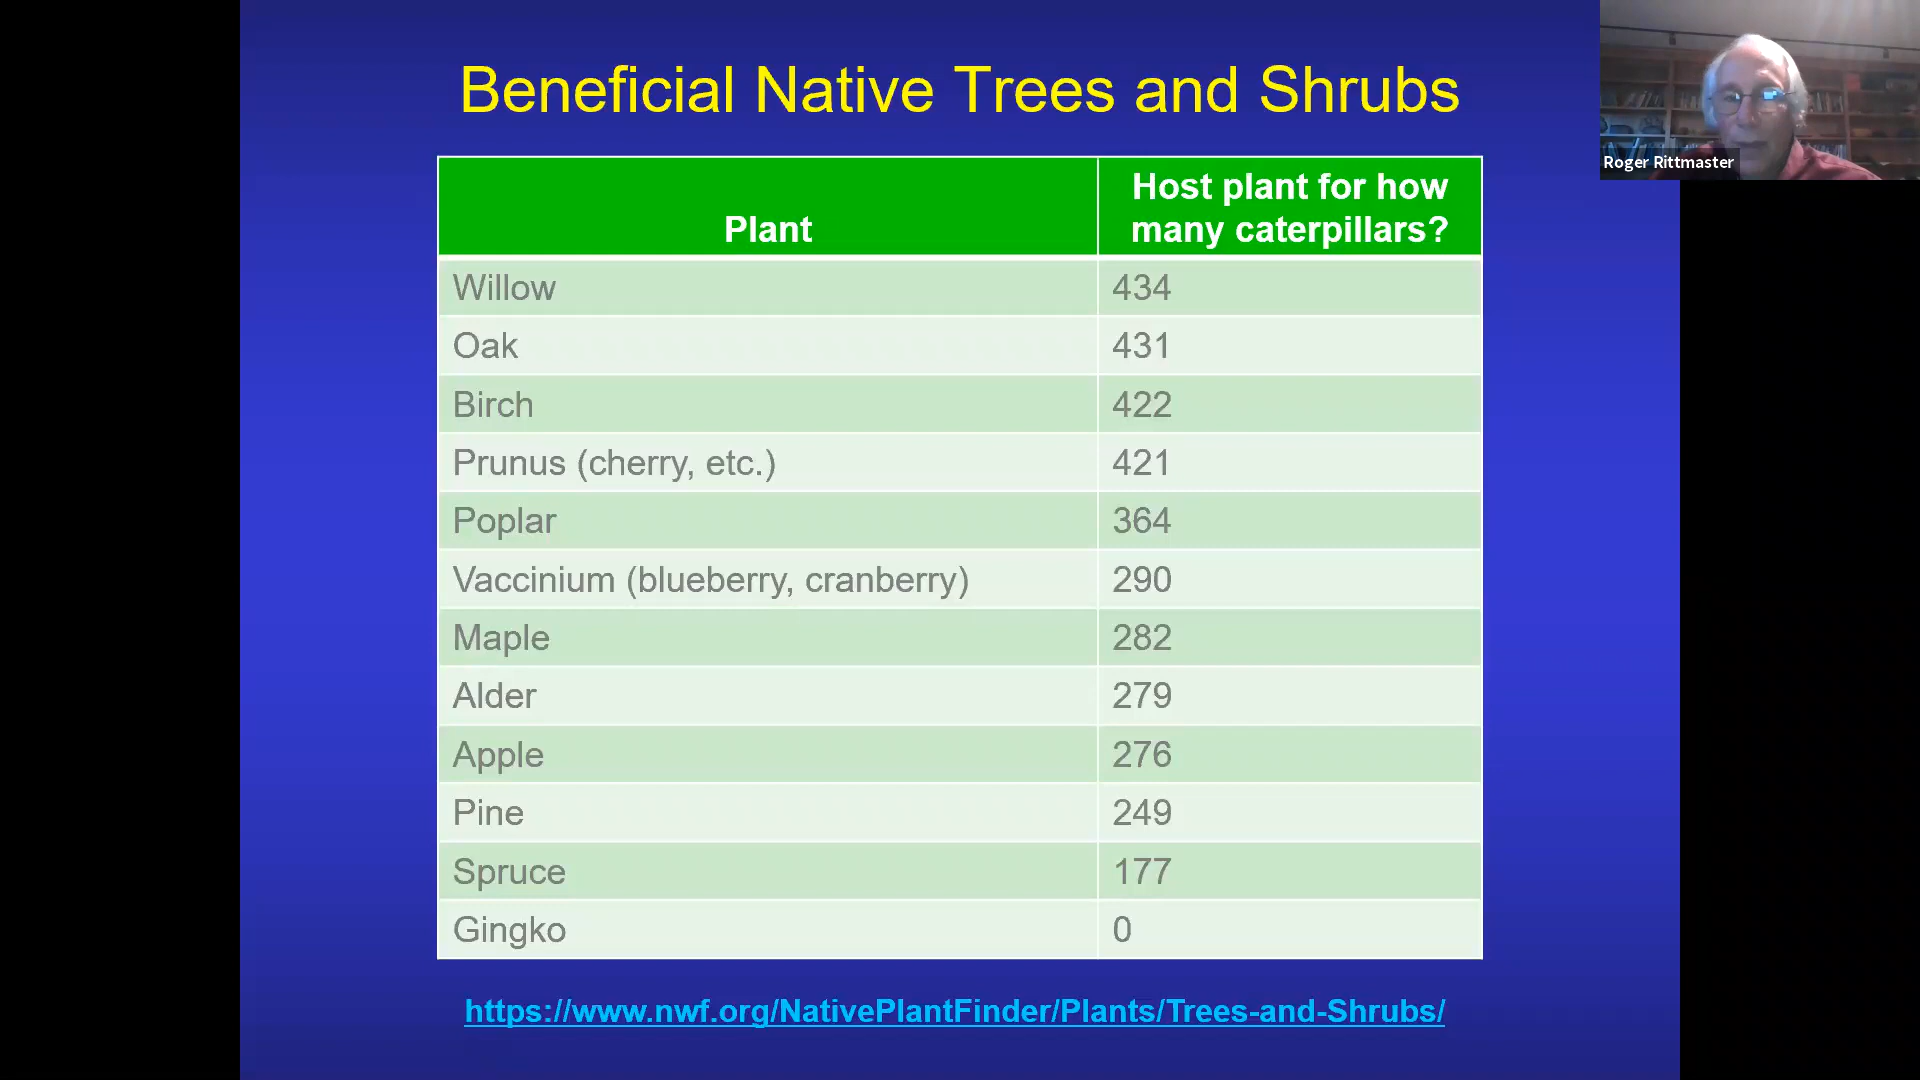 Beneficial Native Trees and Shrubs
Roger Rittmaster
Plant
Host plant for how
many caterpillars?
Willow 434
Oak 431
Birch 422
Prunus (cherry, etc.) 421
Poplar 364
Vaccinium (blueberry, cranberry) 290
Maple 282
Alder 279
Apple 276
Pine 249
Spruce 177
Gingko 0
https://www.nwf.org/NativePlantFinder/Plants/Trees-and-Shrubs/